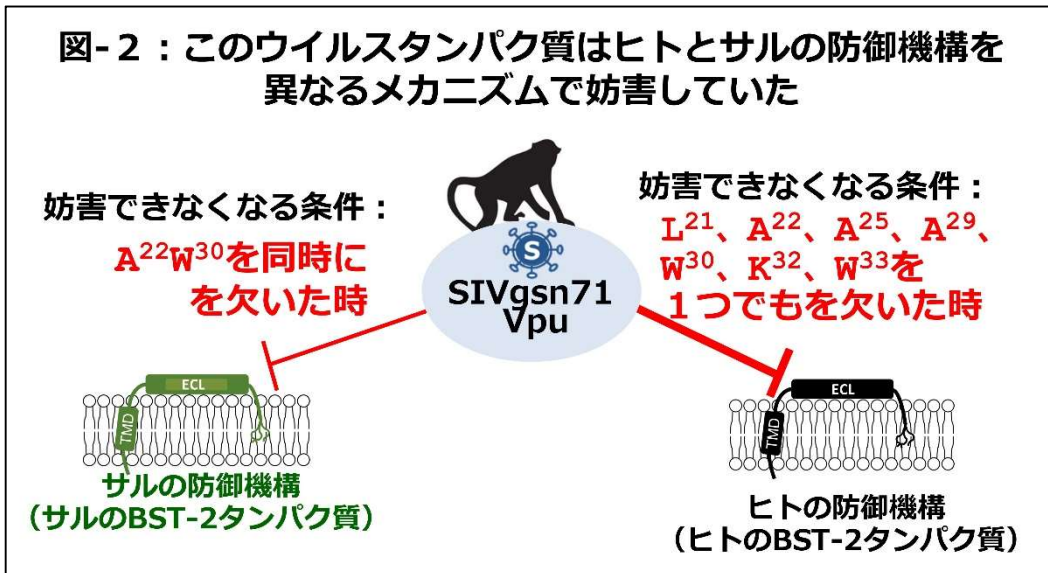 図-2：このウイルスタンパク質はヒトとサルの防御機構を
異なるメカニズムで妨害していた
妨害できなくなる条件：
A²²W³⁰を同時に
を欠いた時
S
SIVgsn71
Vpu
妨害できなくなる条件：
L²¹、A²²、A²⁵、A²⁹、
W³⁰、K³²、W³³を
１つでもを欠いた時
ECL
TMD
サルの防御機構
（サルのBST-2タンパク質）
ECL
TMD
ヒトの防御機構
（ヒトのBST-2タンパク質）